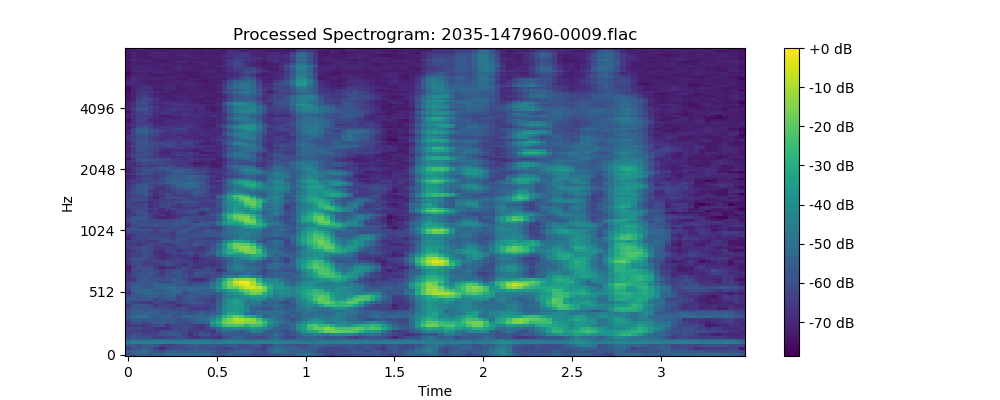 Processed Spectrogram: 2035-147960-0009.flac
Hz
4096
2048
1024
512
0
0
0.5
1
1.5
2
2.5
3
Time
+0 dB
-10 dB
-20 dB
-30 dB
-40 dB
-50 dB
-60 dB
-70 dB